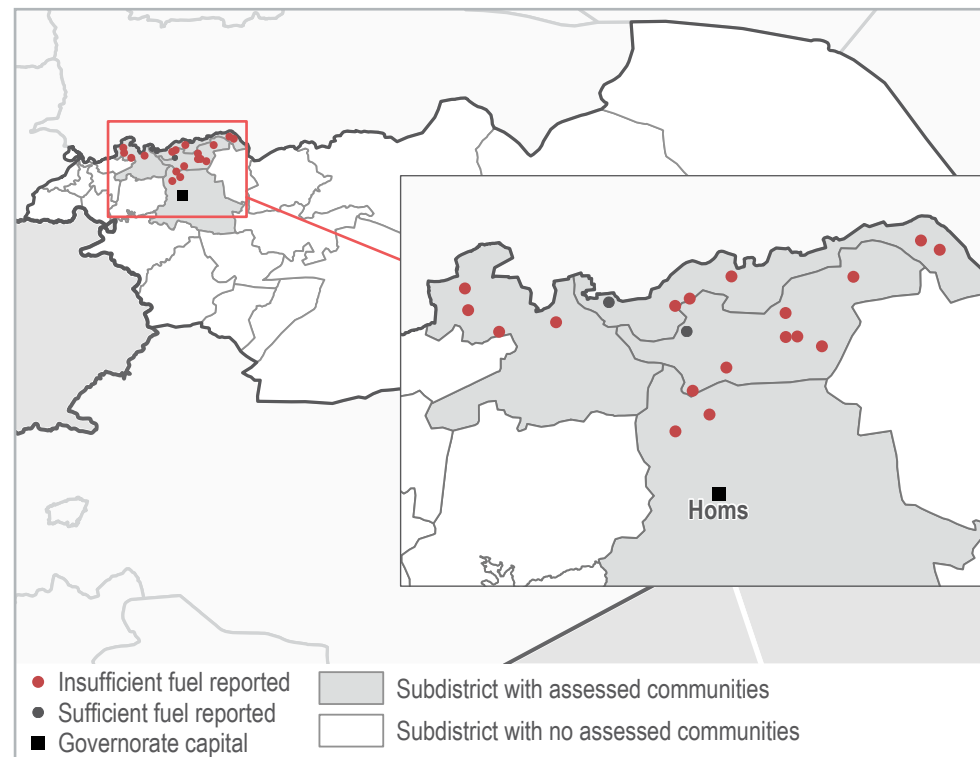 Homs
Insufficient fuel reported
Sufficient fuel reported
Governorate capital
Subdistrict with assessed communities
Subdistrict with no assessed communities